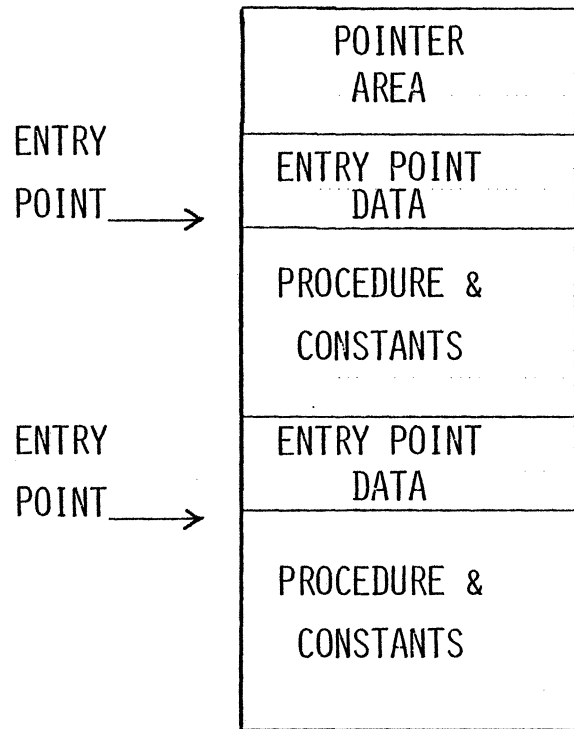 POINTER
AREA
ENTRY
POINT
ENTRY POINT
DATA
PROCEDURE &
CONSTANTS
ENTRY
POINT
ENTRY POINT
DATA
PROCEDURE &
CONSTANTS